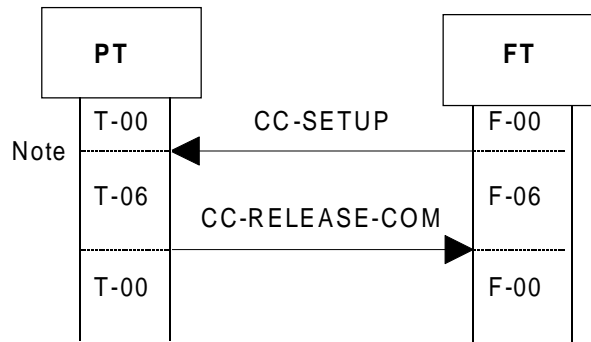 PT FT
T-00 CC-SETUP F-00
Note
T-06 F-06
CC-RELEASE-COM
T-00 F-00